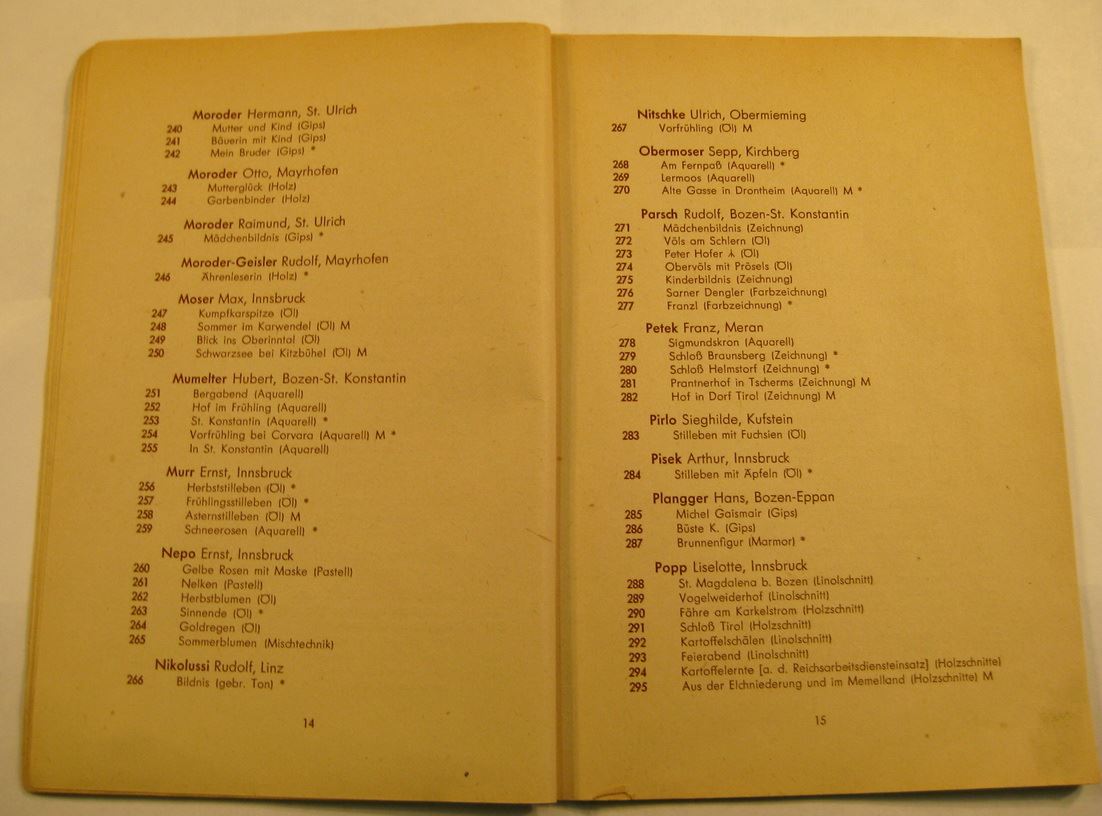 Moroder Hermann, St. Ulrich
240 Mutter und Kind (Gips)
241 Bäuerin mit Kind (Gips)
242 Mein Bruder (Gips) *
Moroder Otto, Mayrhofen
243 Mutterglück (Holz)
244 Garbenbinder (Holz)
Moroder Raimund, St. Ulrich
245 Mädchenbildnis (Gips) *
Moroder-Geisler Rudolf, Mayrhofen
246 Ährenleserin (Holz) *
Moser Max, Innsbruck
247 Kumpfkarspitze (Öl)
248 Sommer im Karwendel (Öl) M
249 Blick ins Oberinntal (Öl)
250 Schwarzsee bei Kitzbühel (Öl) M
Mumelter Hubert, Bozen-St. Konstantin
251 Bergabend (Aquarell)
252 Hof im Frühling (Aquarell)
253 St. Konstantin (Aquarell) *
254 Vorfrühling bei Corvara (Aquarell) M *
255 In St. Konstantin (Aquarell)
Murr Ernst, Innsbruck
256 Herbststilleben (Öl) *
257 Frühlingsstilleben (Öl) *
258 Asternstilleben (Öl) M
259 Schneerosen (Aquarell) *
Nepo Ernst, Innsbruck
260 Gelbe Rosen mit Maske (Pastell)
261 Nelken (Pastell)
262 Herbstblumen (Öl)
263 Sinnende (Öl) *
264 Goldregen (Öl)
265 Sommerblumen (Mischtechnik)
Nikolussi Rudolf, Linz
266 Bildnis (gebr. Ton) *
14
Nitschke Ulrich, Obermieming
267 Vorfrühling (Öl) M
Obermoser Sepp, Kirchberg
268 Am Fernpaß (Aquarell) *
269 Lermoos (Aquarell)
270 Alte Gasse in Drontheim (Aquarell) M *
Parsch Rudolf, Bozen-St. Konstantin
271 Mädchenbildnis (Zeichnung)
272 Völs am Schlern (Öl)
273 Peter Hofer ⅄ (Öl)
274 Obervöls mit Prösels (Öl)
275 Kinderbildnis (Zeichnung)
276 Sarner Dengler (Farbzeichnung)
277 Franzl (Farbzeichnung) *
Petek Franz, Meran
278 Sigmundskron (Aquarell)
279 Schloß Braunsberg (Zeichnung) *
280 Schloß Helmstorf (Zeichnung) *
281 Prantnerhof in Tscherms (Zeichnung) M
282 Hof in Dorf Tirol (Zeichnung) M
Pirlo Sieghilde, Kufstein
283 Stilleben mit Fuchsien (Öl)
Pisek Arthur, Innsbruck
284 Stilleben mit Äpfeln (Öl) *
Plangger Hans, Bozen-Eppan
285 Michel Gaismair (Gips)
286 Büste K. (Gips)
287 Brunnenfigur (Marmor) *
Popp Liselotte, Innsbruck
288 St. Magdalena b. Bozen (Linolschnitt)
289 Vogelweiderhof (Linolschnitt)
290 Fähre am Karkelstrom (Holzschnitt)
291 Schloß Tirol (Holzschnitt)
292 Kartoffelschälen (Linolschnitt)
293 Feierabend (Linolschnitt)
294 Kartoffelernte [a. d. Reichsarbeitsdiensteinsatz] (Holzschnitte)
295 Aus der Elchniederung und im Memelland (Holzschnitte) M
15